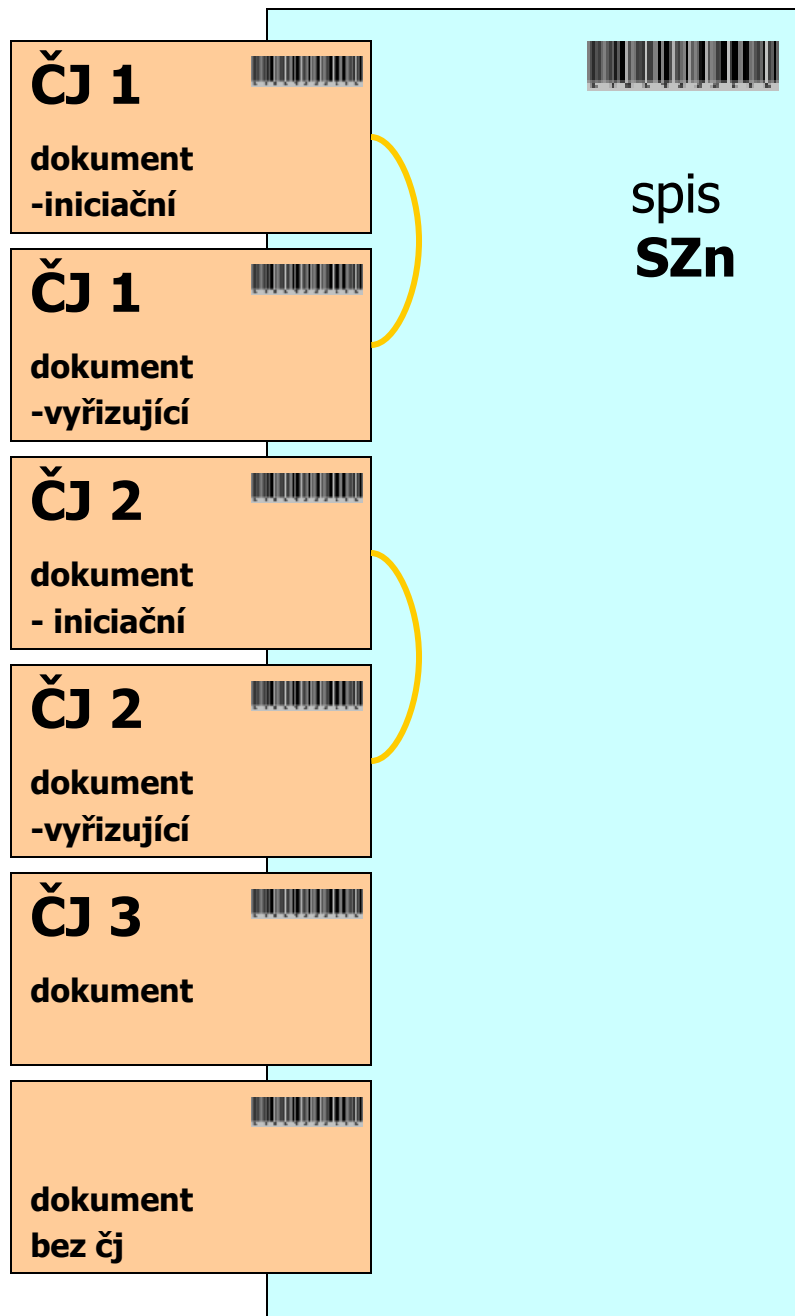 ČJ 1
dokument
-iniciační
ČJ 1
dokument
-vyřizující
ČJ 2
dokument
- iniciační
ČJ 2
dokument
-vyřizující
ČJ 3
dokument
dokument
bez čj
spis
SZn